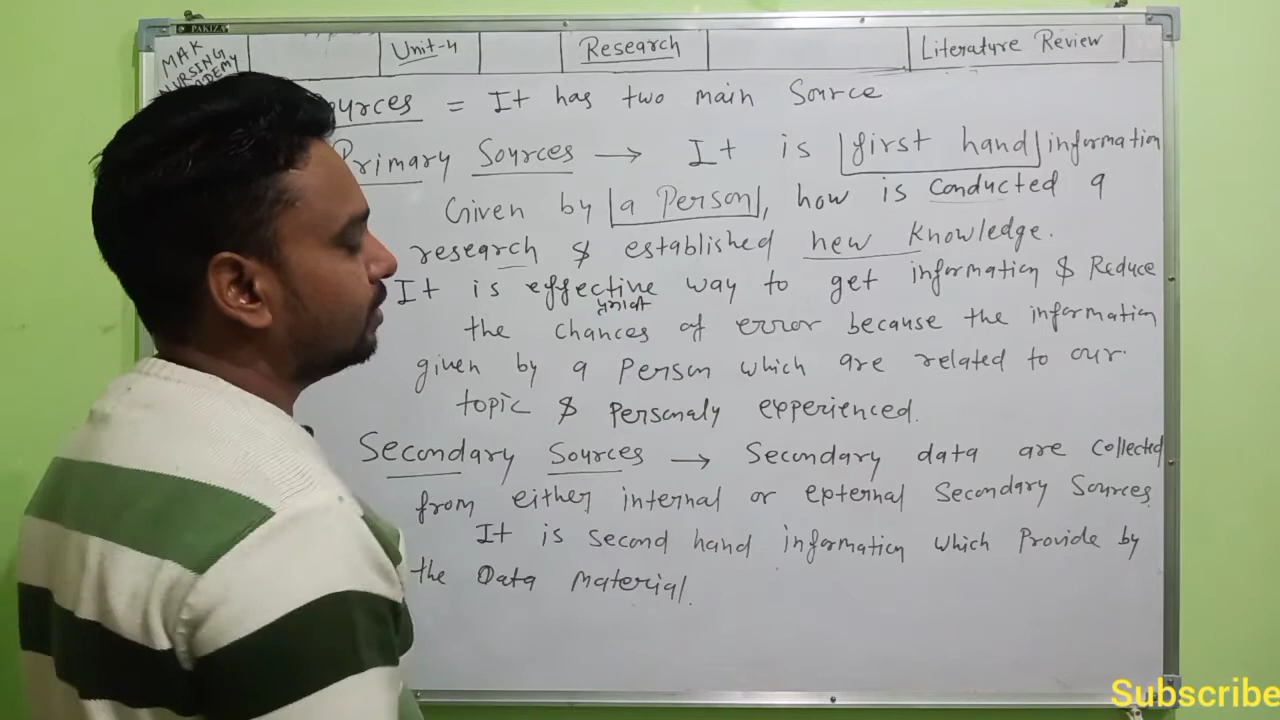 PAKIZA
MAK
NURSING
Unit-4
Research
Literature Review
= It has two main Source
Primary Sources → It is first hand information
Given by a Person, how is conducted a
research & established new knowledge.
It is effective way to get information & Reduce
प्रभावी
the chances of error because the information
given by a person which are related to our
topic & personaly experienced.
Secondary Sources → Secondary data are collected
from either internal or external Secondary Sources.
It is second hand information which Provide by
the Data Material.
Subscribe